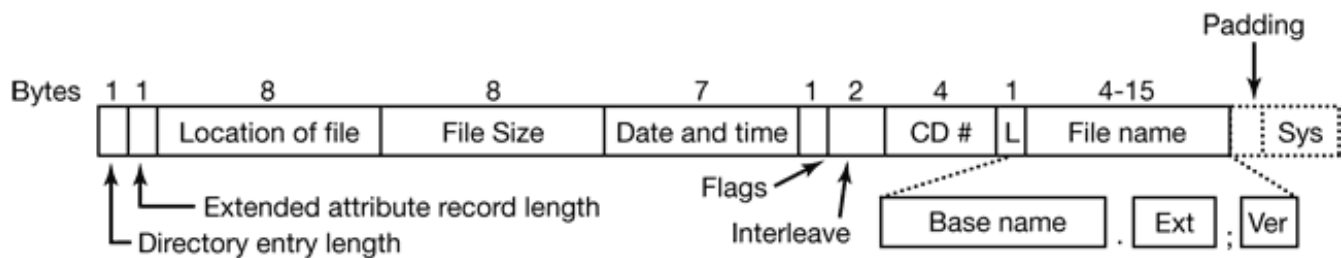 Padding
Bytes 1 1 8 8 7 1 2 4 1 4-15
Location of file File Size Date and time CD # L File name Sys
Flags
Extended attribute record length
Interleave Base name . Ext ; Ver
Directory entry length